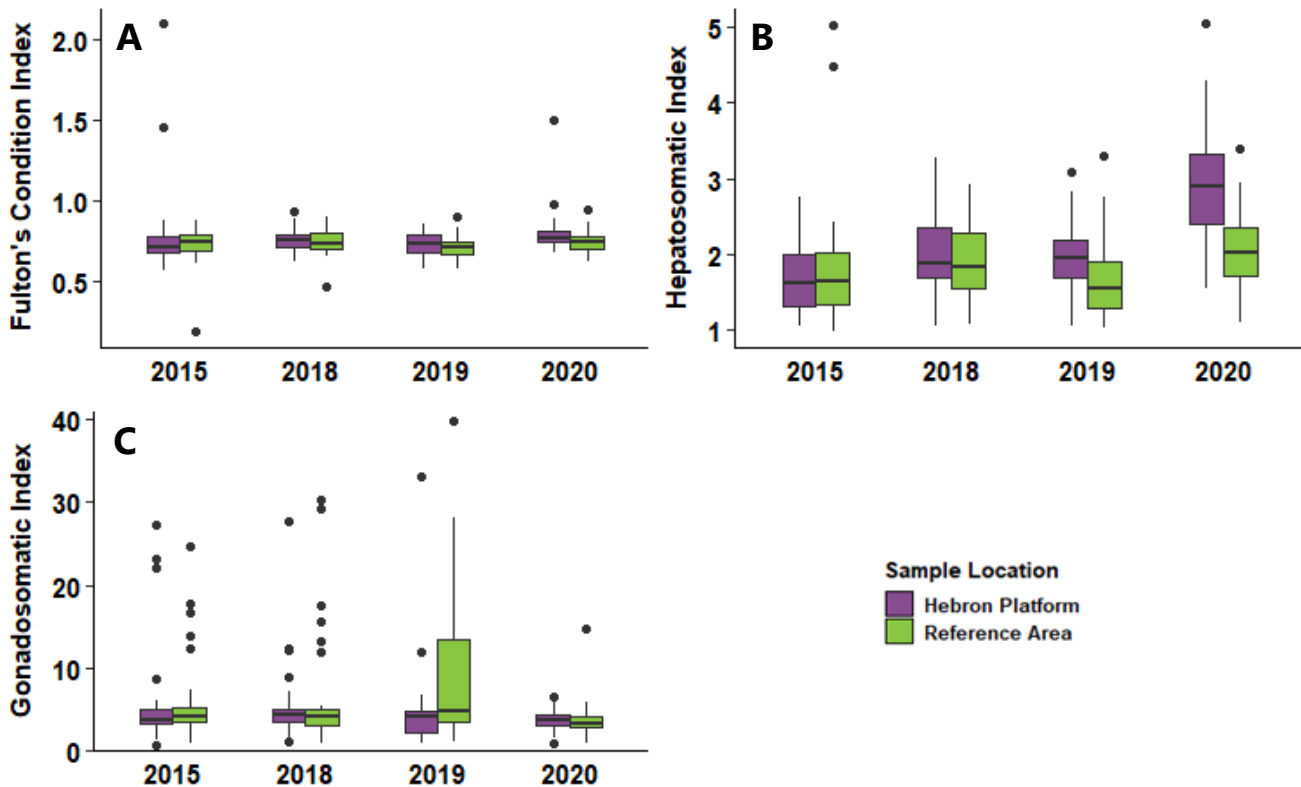 A
Fulton's Condition Index
2.0
1.5
1.0
0.5
2015 2018 2019 2020
B
Hepatosomatic Index
5
4
3
2
1
2015 2018 2019 2020
C
Gonadosomatic Index
40
30
20
10
0
2015 2018 2019 2020
Sample Location
Hebron Platform
Reference Area